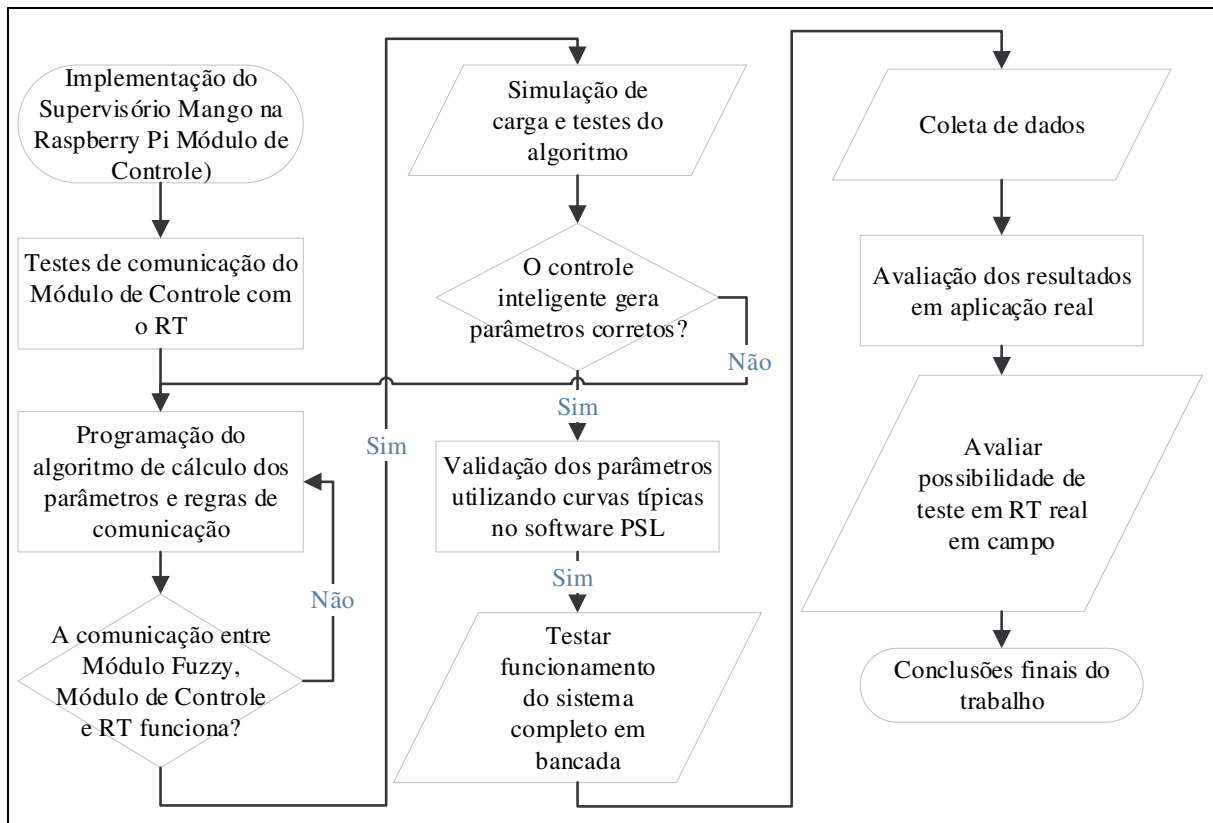 Implementação do
Supervisório Mango na
Raspberry Pi Módulo de
Controle)
Testes de comunicação do
Módulo de Controle com
o RT
Programação do
algoritmo de cálculo dos
parâmetros e regras de
comunicação
Não
A comunicação entre
Módulo Fuzzy,
Módulo de Controle
e RT funciona?
Sim
Simulação de
carga e testes do
algoritmo
O controle
inteligente gera
parâmetros corretos?
Não
Sim
Validação dos parâmetros
utilizando curvas típicas
no software PSL
Sim
Testar
funcionamento
do sistema
completo em
bancada
Coleta de dados
Avaliação dos resultados
em aplicação real
Avaliar
possibilidade de
teste em RT real
em campo
Conclusões finais do
trabalho